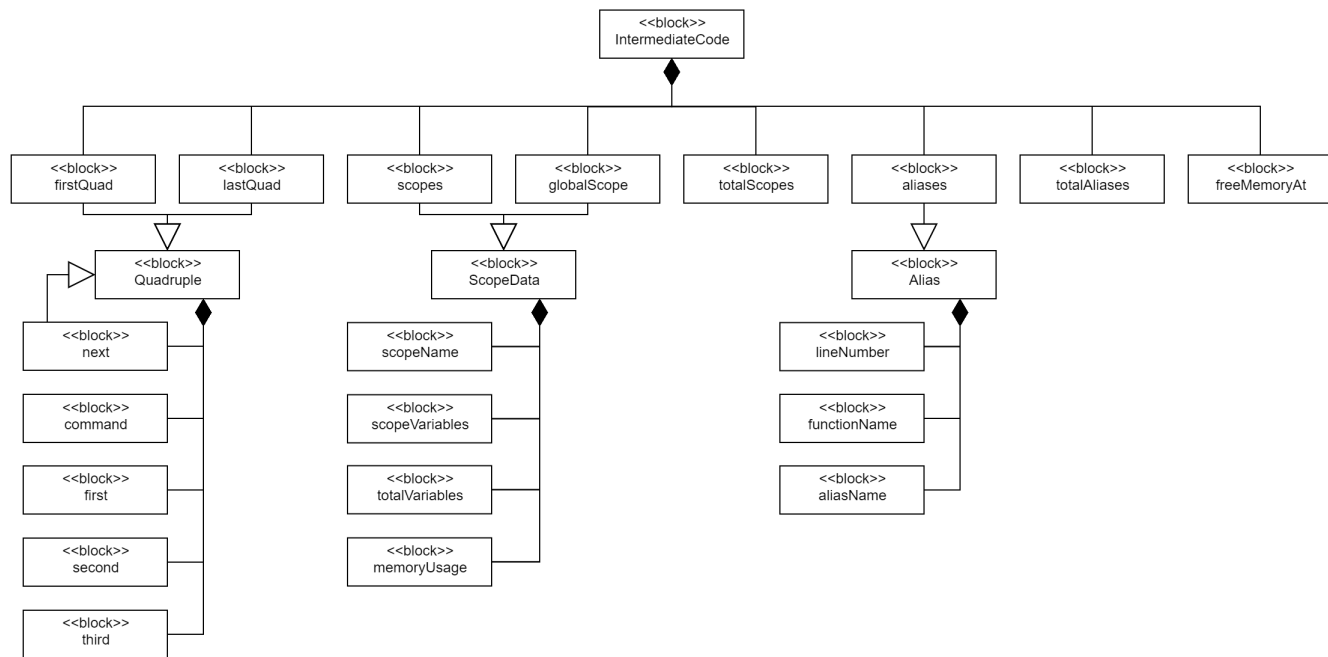 <<block>>
IntermediateCode
<<block>>
firstQuad
<<block>>
lastQuad
<<block>>
scopes
<<block>>
globalScope
<<block>>
totalScopes
<<block>>
aliases
<<block>>
totalAliases
<<block>>
freeMemoryAt
<<block>>
Quadruple
<<block>>
ScopeData
<<block>>
Alias
<<block>>
next
<<block>>
scopeName
<<block>>
lineNumber
<<block>>
command
<<block>>
scopeVariables
<<block>>
functionName
<<block>>
first
<<block>>
totalVariables
<<block>>
aliasName
<<block>>
second
<<block>>
memoryUsage
<<block>>
third